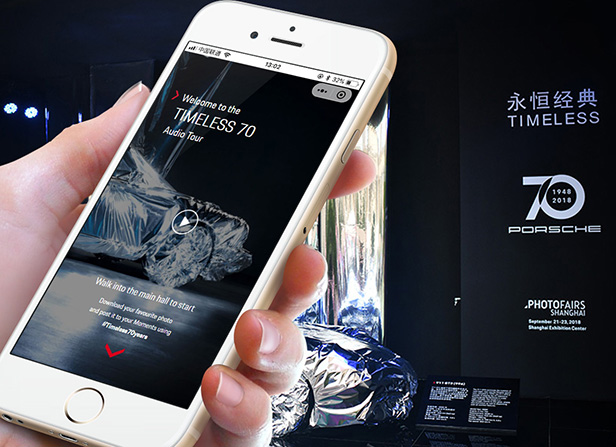 中国联通
13:02
32%
Welcome to the
TIMELESS 70
Audio Tour
Walk into the main hall to start
Download your favourite photo
and post it to your Moments using
#Timeless70years
永恒经典
TIMELESS
70
1948
2018
PORSCHE
.PHOTOFAIRS
SHANGHAI
September 21-23, 2018
Shanghai Exhibition Center